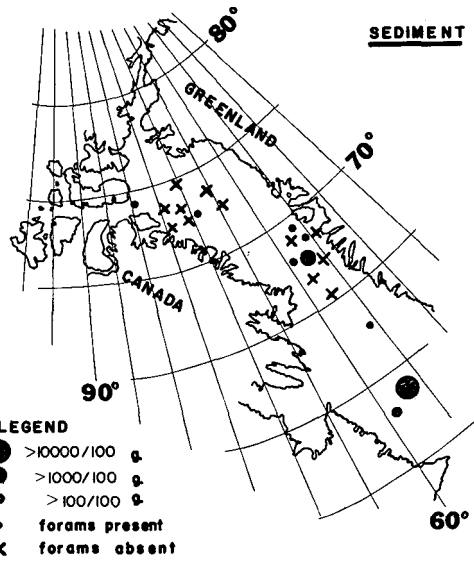 80°
SEDIMENT
GREENLAND
70°
CANADA
90°
LEGEND
>10000/100 g.
>1000/100 g.
>100/100 g.
forams present
forams absent
60°